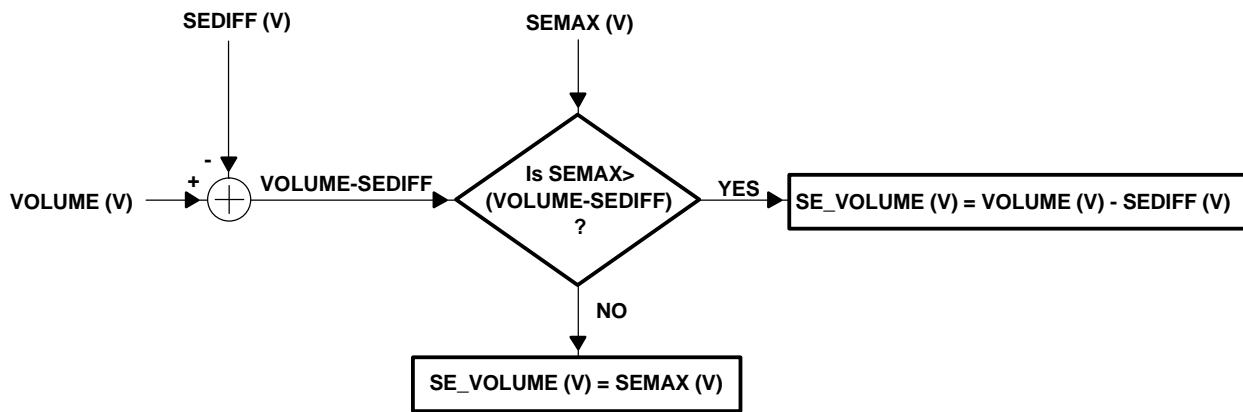 SEDIFF (V)
SEMAX (V)
-
+
VOLUME (V)
VOLUME-SEDIFF
Is SEMAX>
(VOLUME-SEDIFF)
?
YES
SE_VOLUME (V) = VOLUME (V) - SEDIFF (V)
NO
SE_VOLUME (V) = SEMAX (V)